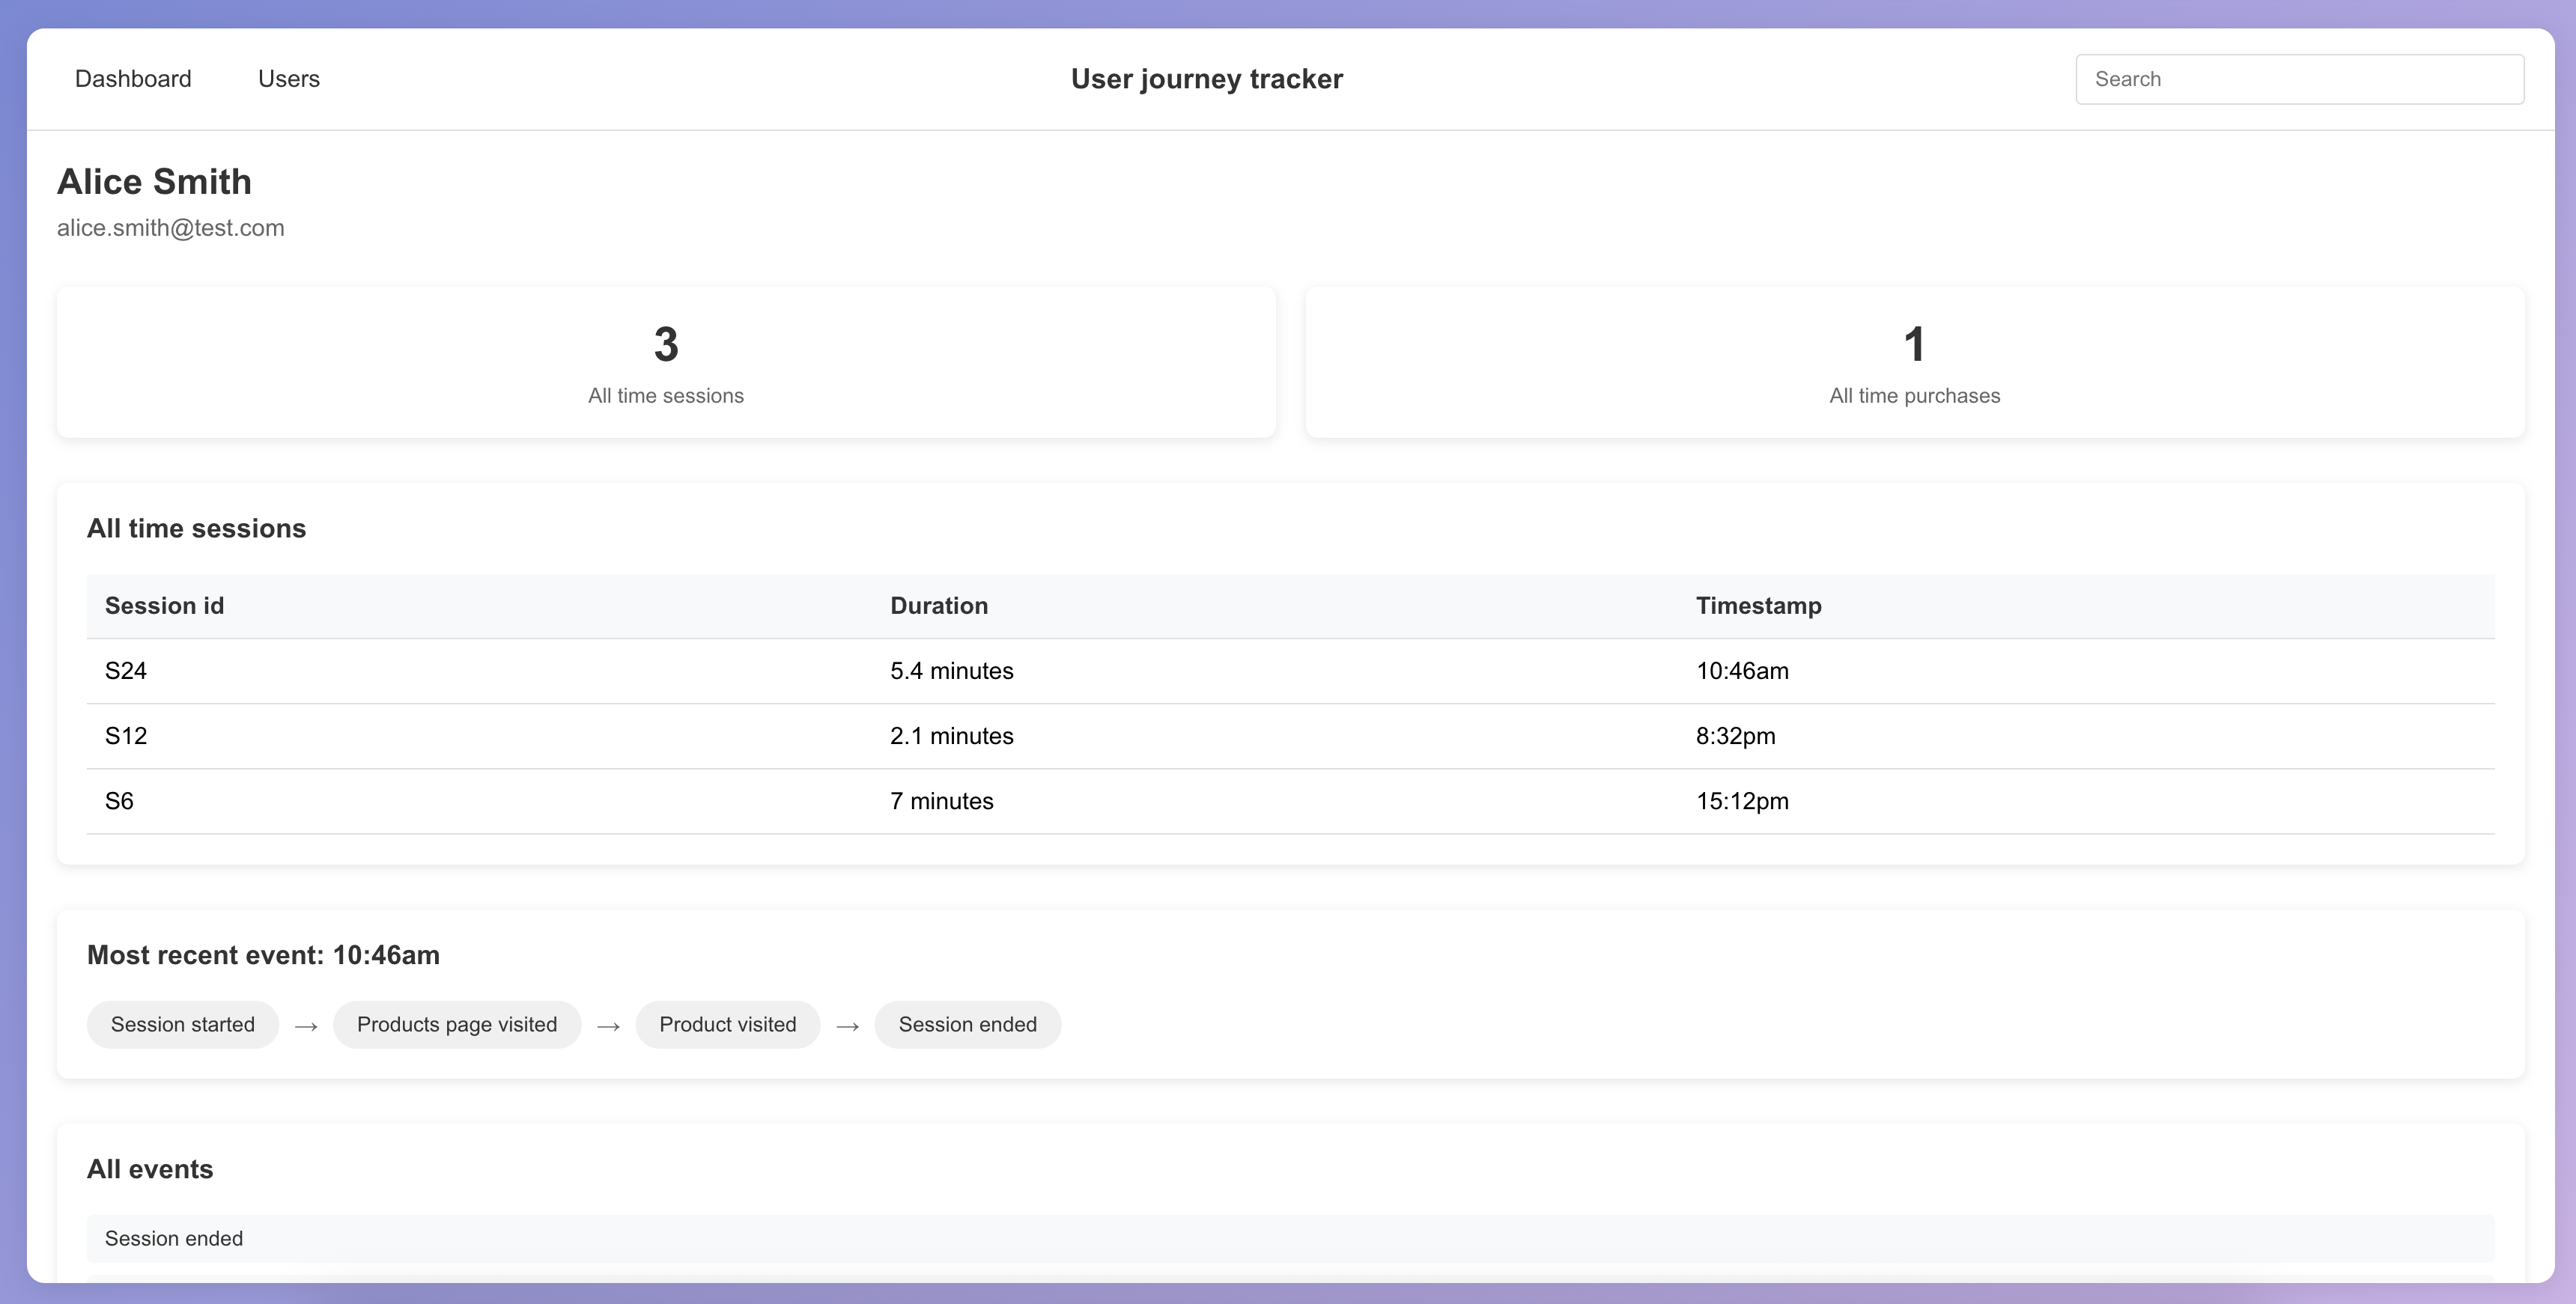 Dashboard Users User journey tracker Search
Alice Smith
alice.smith@test.com
3
All time sessions
1
All time purchases
All time sessions
Session id Duration Timestamp
S24 5.4 minutes 10:46am
S12 2.1 minutes 8:32pm
S6 7 minutes 15:12pm
Most recent event: 10:46am
Session started → Products page visited → Product visited → Session ended
All events
Session ended